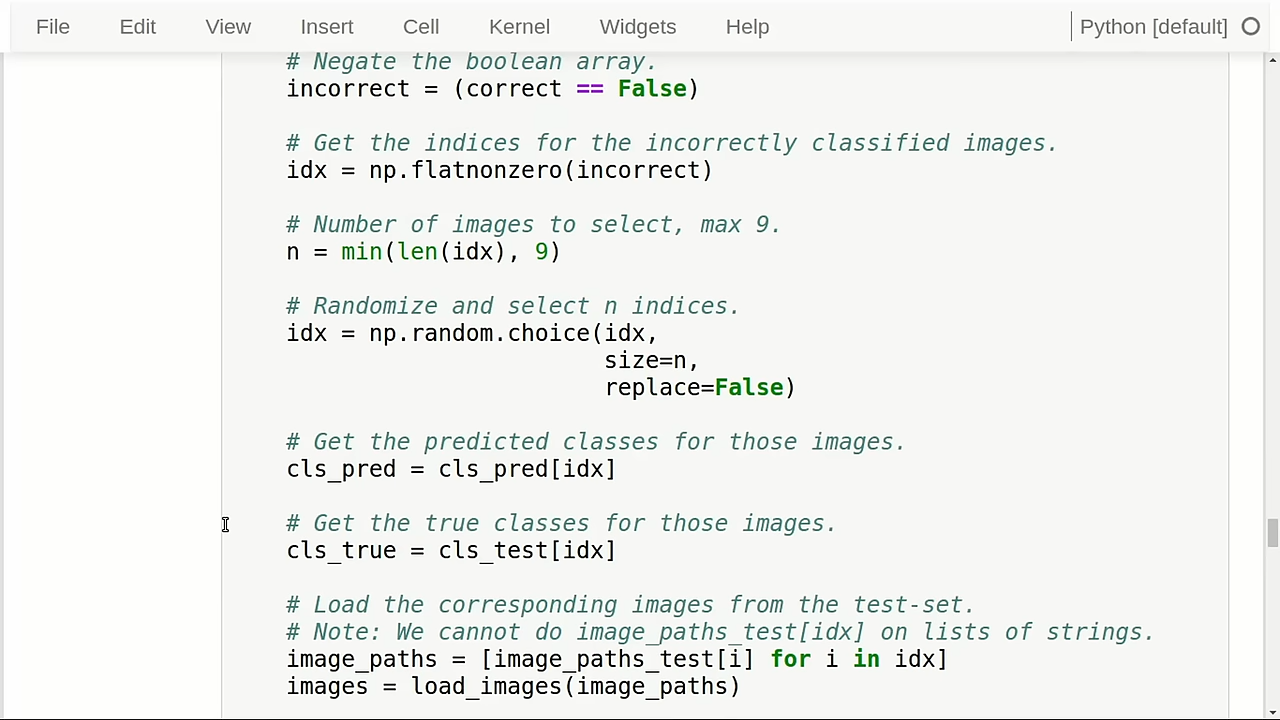 File Edit View Insert Cell Kernel Widgets Help Python [default]
# Negate the boolean array.
incorrect = (correct == False)
# Get the indices for the incorrectly classified images.
idx = np.flatnonzero(incorrect)
# Number of images to select, max 9.
n = min(len(idx), 9)
# Randomize and select n indices.
idx = np.random.choice(idx,
size=n,
replace=False)
# Get the predicted classes for those images.
cls_pred = cls_pred[idx]
# Get the true classes for those images.
cls_true = cls_test[idx]
# Load the corresponding images from the test-set.
# Note: We cannot do image_paths_test[idx] on lists of strings.
image_paths = [image_paths_test[i] for i in idx]
images = load_images(image_paths)